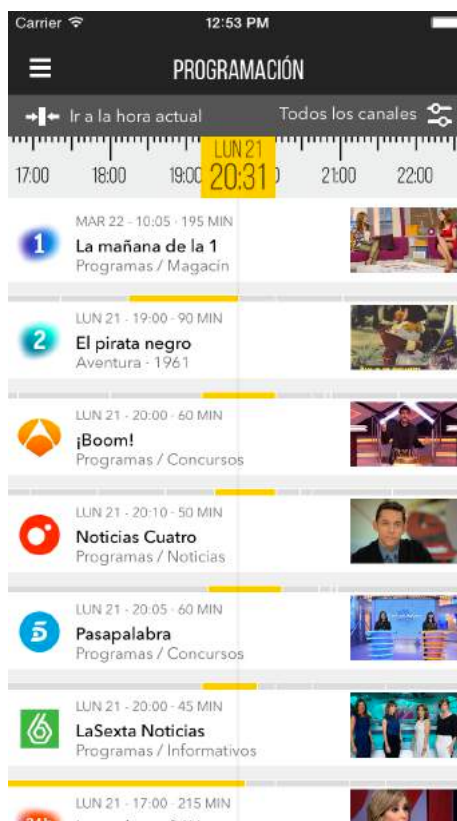 Carrier 12:53 PM
PROGRAMACIÓN
Ir a la hora actual Todos los canales
LUN 21
17:00 18:00 19:00 20:31 21:00 22:00
1
MAR 22 - 10:05 - 195 MIN
La mañana de la 1
Programas / Magacín
2
LUN 21 - 19:00 - 90 MIN
El pirata negro
Aventura - 1961
LUN 21 - 20:00 - 60 MIN
¡Boom!
Programas / Concursos
LUN 21 - 20:10 - 50 MIN
Noticias Cuatro
Programas / Noticias
5
LUN 21 - 20:05 - 60 MIN
Pasapalabra
Programas / Concursos
6
LUN 21 - 20:00 - 45 MIN
LaSexta Noticias
Programas / Informativos
LUN 21 - 17:00 - 215 MIN